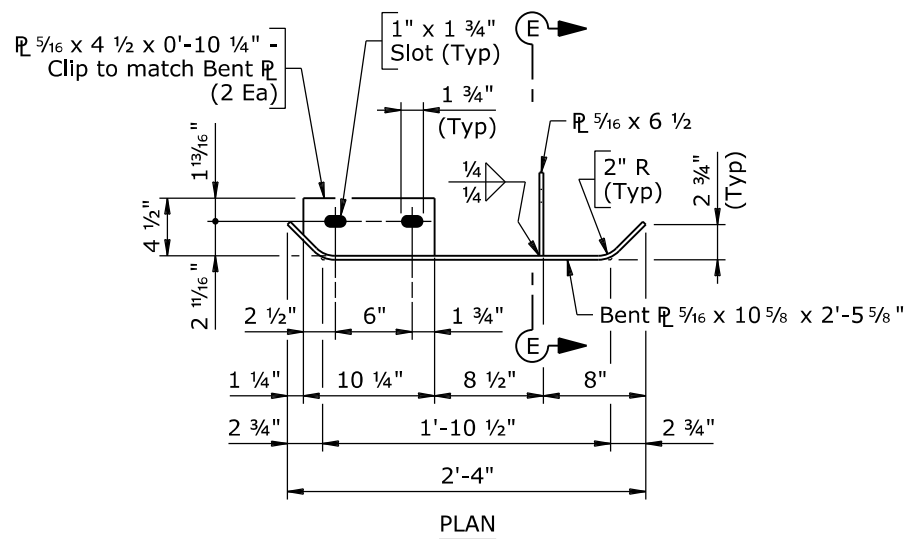 ℄ 5/16 x 4 ½ x 0'-10 ¼" -
Clip to match Bent ℄
(2 Ea)
1" x 1 ¾"
Slot (Typ)
E
1 ¾"
(Typ)
℄ 5/16 x 6 ½
¼
¼
2" R
(Typ)
2 ¾"
(Typ)
1 13/16"
4 ½"
2 11/16"
2 ½"
6"
1 ¾"
Bent ℄ 5/16 x 10 5/8 x 2'-5 5/8"
E
1 ¼"
10 ¼"
8 ½"
8"
2 ¾"
1'-10 ½"
2 ¾"
2'-4"
PLAN